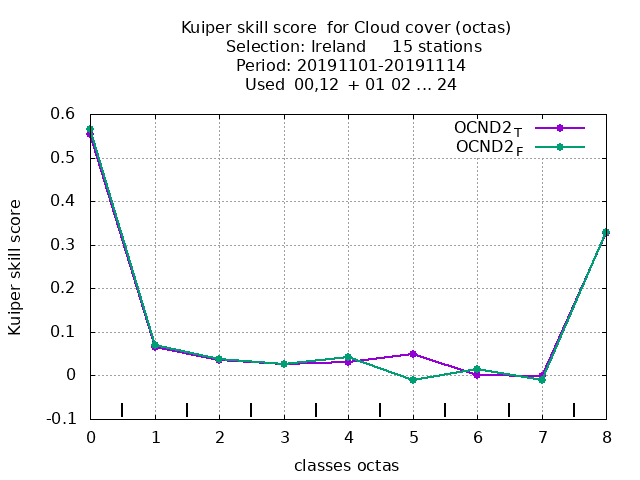 Kuiper skill score for Cloud cover (octas)
Selection: Ireland 15 stations
Period: 20191101-20191114
Used 00,12 + 01 02 ... 24
OCND2_T
OCND2_F
0.6
0.5
0.4
0.3
0.2
0.1
0
-0.1
Kuiper skill score
0 1 2 3 4 5 6 7 8
classes octas